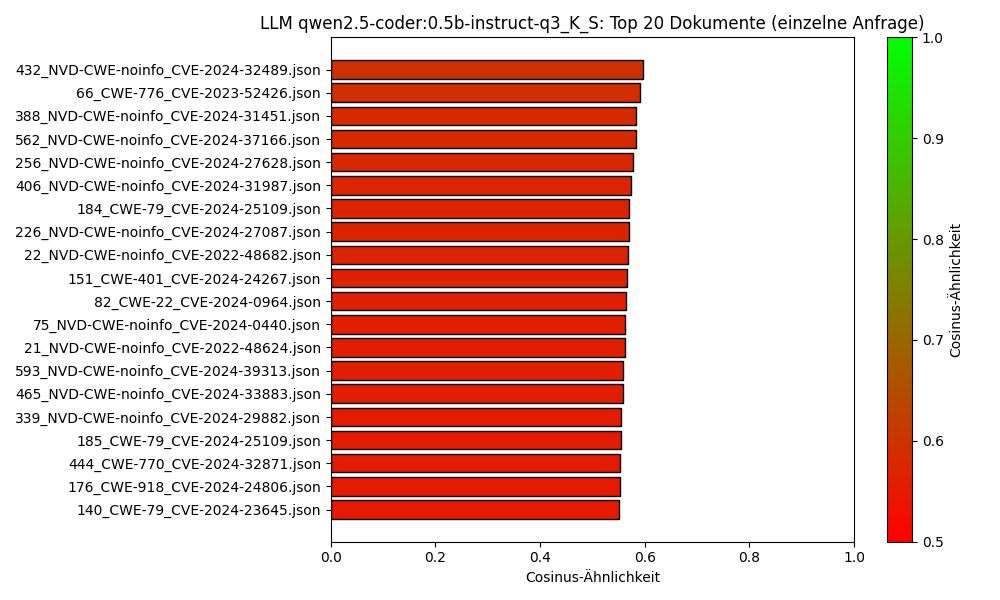 LLM qwen2.5-coder:0.5b-instruct-q3_K_S: Top 20 Dokumente (einzelne Anfrage)
432_NVD-CWE-noinfo_CVE-2024-32489.json
66_CWE-776_CVE-2023-52426.json
388_NVD-CWE-noinfo_CVE-2024-31451.json
562_NVD-CWE-noinfo_CVE-2024-37166.json
256_NVD-CWE-noinfo_CVE-2024-27628.json
406_NVD-CWE-noinfo_CVE-2024-31987.json
184_CWE-79_CVE-2024-25109.json
226_NVD-CWE-noinfo_CVE-2024-27087.json
22_NVD-CWE-noinfo_CVE-2022-48682.json
151_CWE-401_CVE-2024-24267.json
82_CWE-22_CVE-2024-0964.json
75_NVD-CWE-noinfo_CVE-2024-0440.json
21_NVD-CWE-noinfo_CVE-2022-48624.json
593_NVD-CWE-noinfo_CVE-2024-39313.json
465_NVD-CWE-noinfo_CVE-2024-33883.json
339_NVD-CWE-noinfo_CVE-2024-29882.json
185_CWE-79_CVE-2024-25109.json
444_CWE-770_CVE-2024-32871.json
176_CWE-918_CVE-2024-24806.json
140_CWE-79_CVE-2024-23645.json
0.0 0.2 0.4 0.6 0.8 1.0
Cosinus-Ähnlichkeit
1.0
0.9
0.8
0.7
0.6
0.5
Cosinus-Ähnlichkeit